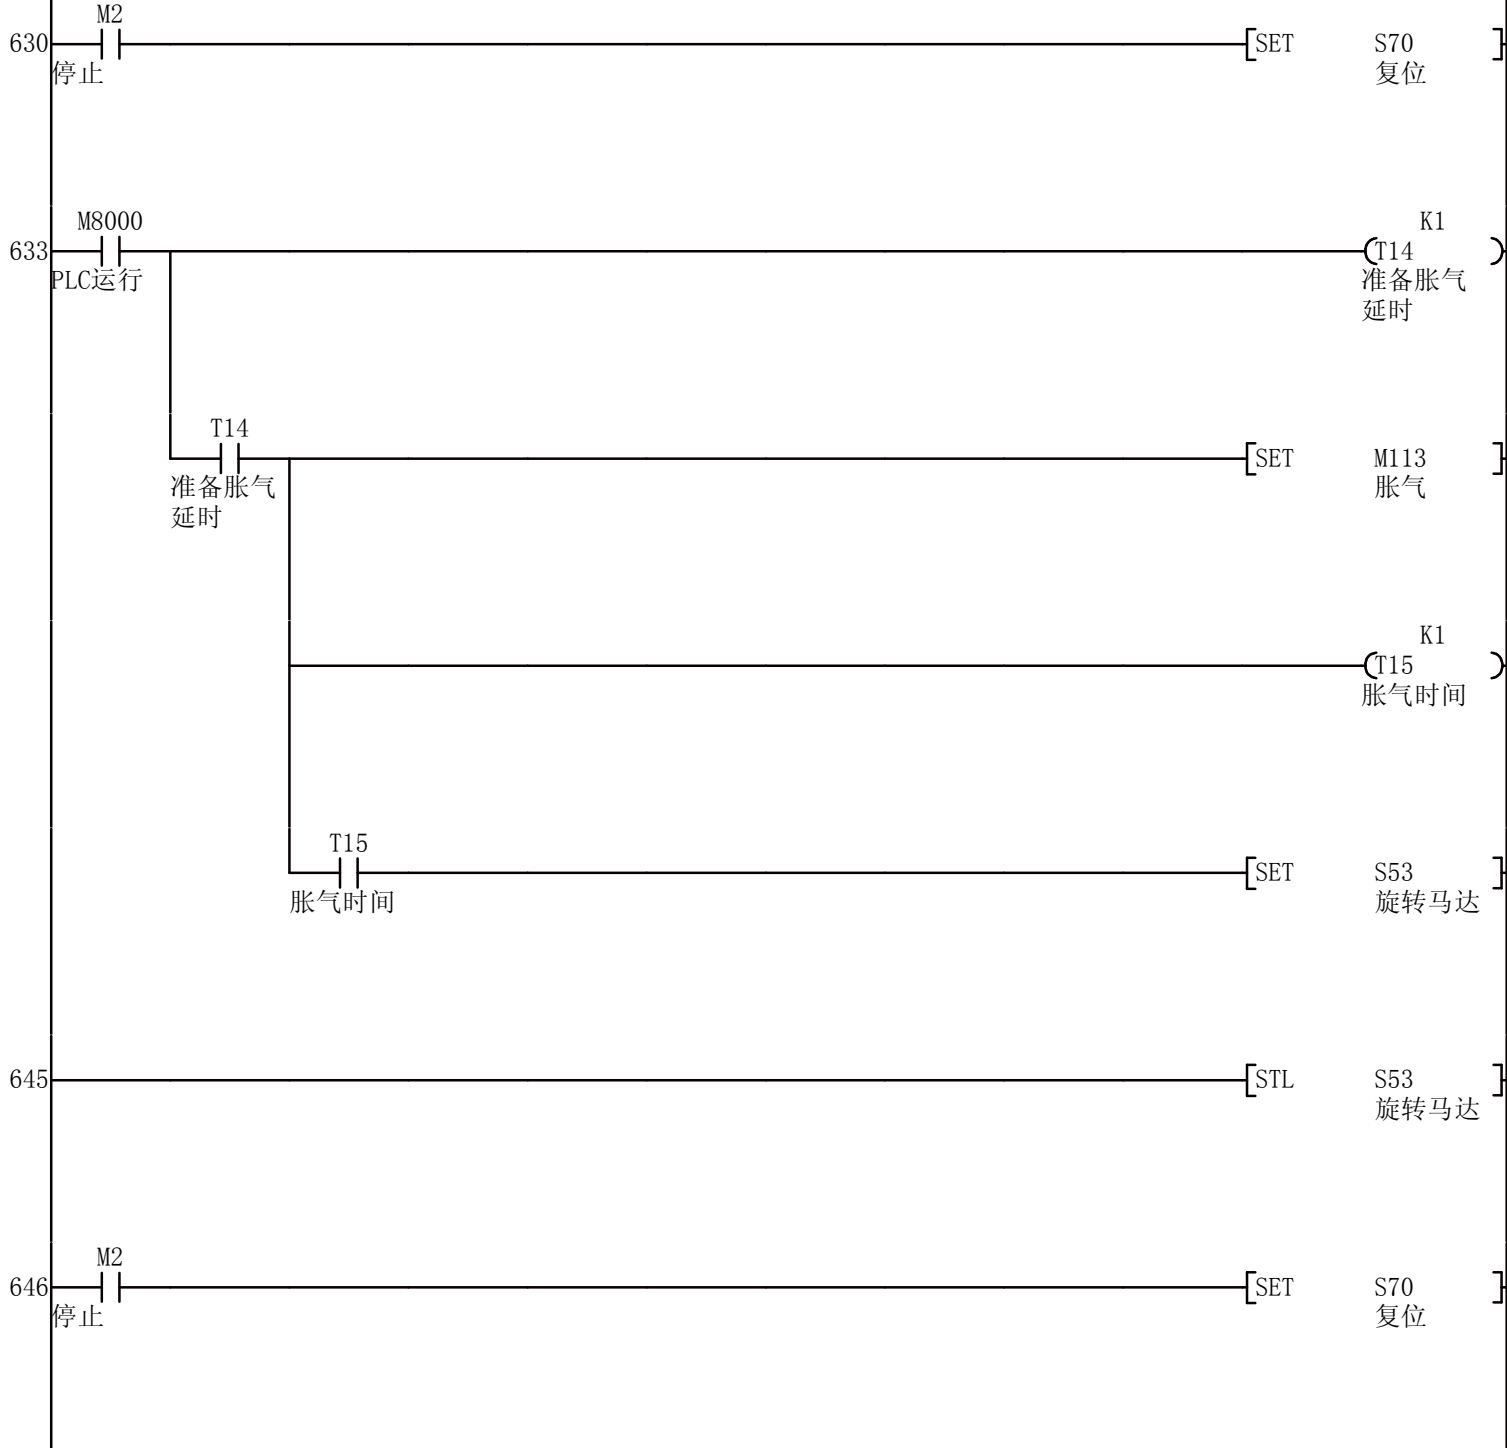 M2
630 SET S70
停止 复位
M8000 K1
633 T14
PLC运行 准备胀气
延时
T14
SET M113
准备胀气 胀气
延时
K1
T15
胀气时间
T15
SET S53
胀气时间 旋转马达
645 STL S53
旋转马达
M2
646 SET S70
停止 复位